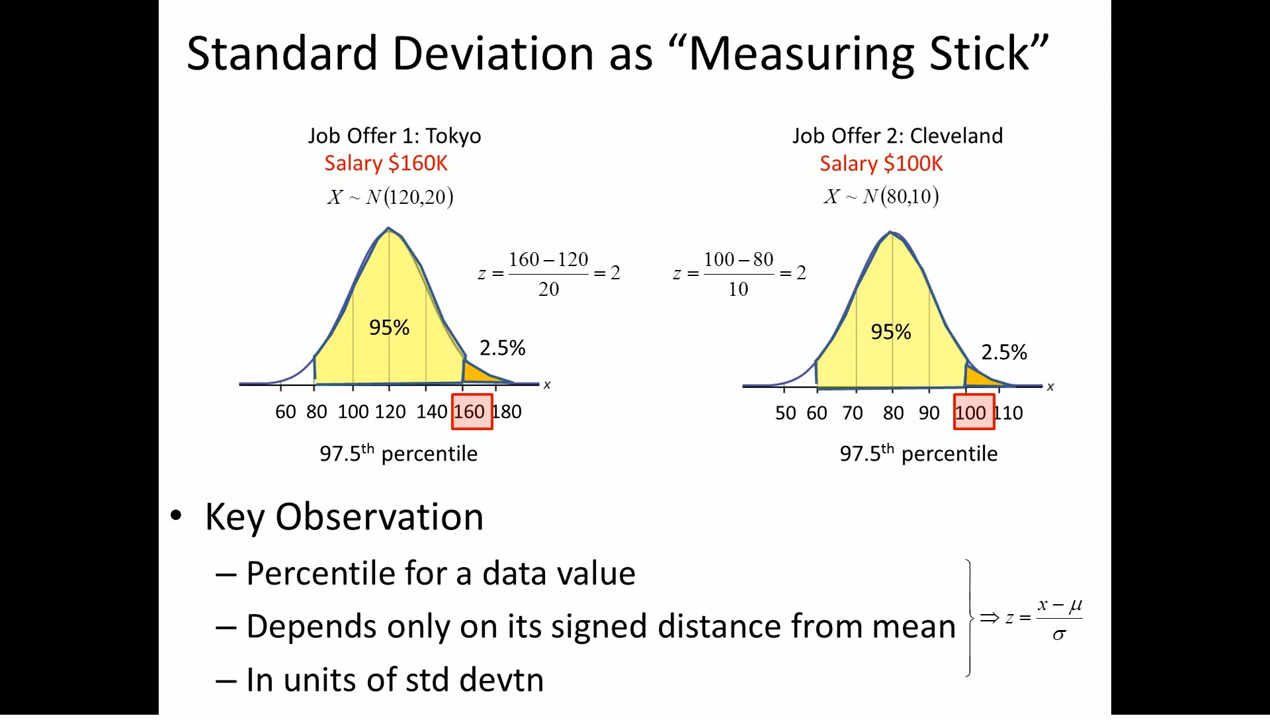 Standard Deviation as “Measuring Stick”
Job Offer 1: Tokyo
Salary $160K
X ~ N(120,20)
z = (160 − 120) / 20 = 2
95%
2.5%
x
60 80 100 120 140 160 180
97.5th percentile
Job Offer 2: Cleveland
Salary $100K
X ~ N(80,10)
z = (100 − 80) / 10 = 2
95%
2.5%
x
50 60 70 80 90 100 110
97.5th percentile
• Key Observation
– Percentile for a data value
– Depends only on its signed distance from mean
– In units of std devtn
⇒ z = (x − μ) / σ